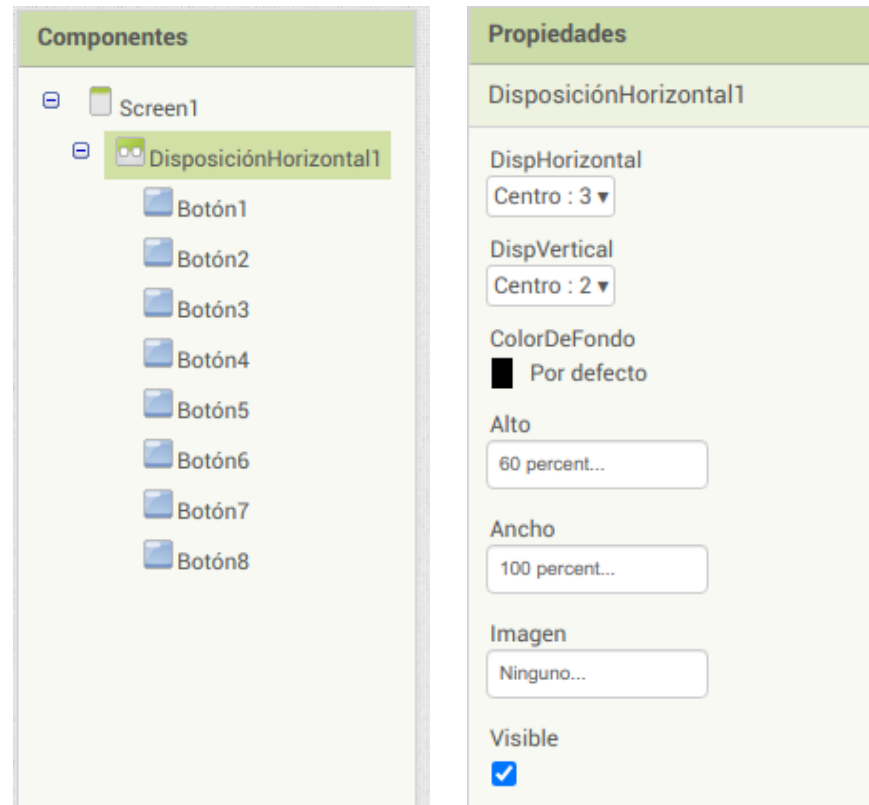 Componentes
Screen1
DisposiciónHorizontal1
Botón1
Botón2
Botón3
Botón4
Botón5
Botón6
Botón7
Botón8
Propiedades
DisposiciónHorizontal1
DispHorizontal
Centro : 3
DispVertical
Centro : 2
ColorDeFondo
Por defecto
Alto
60 percent...
Ancho
100 percent...
Imagen
Ninguno...
Visible